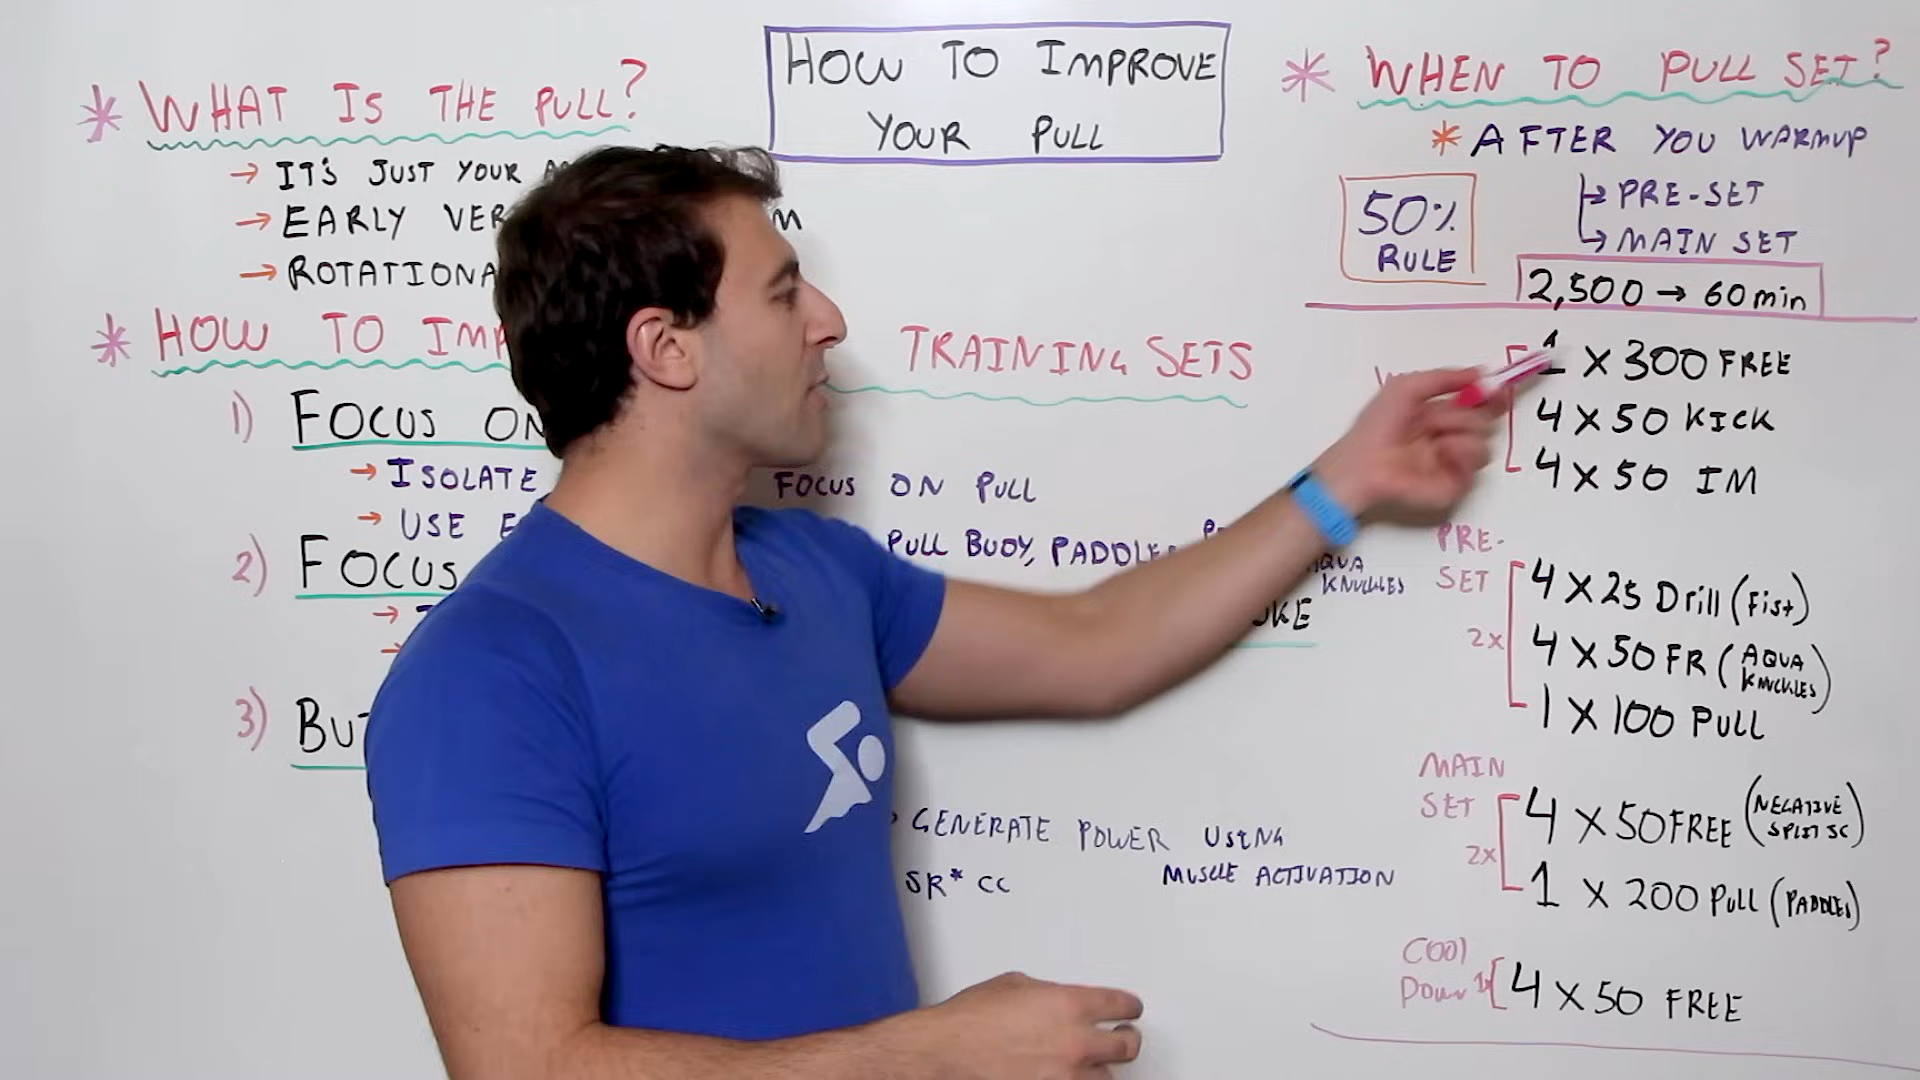 HOW TO IMPROVE
YOUR PULL
* WHAT IS THE PULL?
→ IT'S JUST YOUR
→ EARLY VER
→ ROTATIONA
* HOW TO IMP
TRAINING SETS
1) FOCUS ON
→ ISOLATE
FOCUS ON PULL
→ USE
PULL BUOY, PADDLES
AQUA
KNUCKLES
2) FOCUS
3) BUT
GENERATE POWER USING
MUSCLE ACTIVATION
SR* CC
* WHEN TO PULL SET?
* AFTER YOU WARMUP
→ PRE-SET
→ MAIN SET
50%
RULE
2,500 → 60 min
1 x 300 FREE
4 x 50 KICK
4 x 50 IM
PRE-
SET
2x
4 x 25 Drill (Fist)
4 x 50 FR (AQUA
KNUCKLES)
1 x 100 PULL
MAIN
SET
2x
4 x 50 FREE (NEGATIVE
SPLIT SC)
1 x 200 PULL (PADDLES)
COOl
Down
4 x 50 FREE